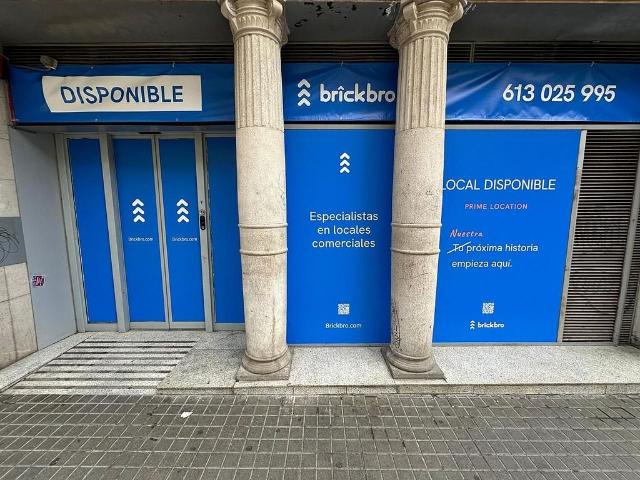 DISPONIBLE
brickbro
613 025 995
Brickbro.com
Brickbro.com
Especialistas
en locales
comerciales
Brickbro.com
LOCAL DISPONIBLE
PRIME LOCATION
Nuestra
Tu próxima historia
empieza aquí.
brickbro